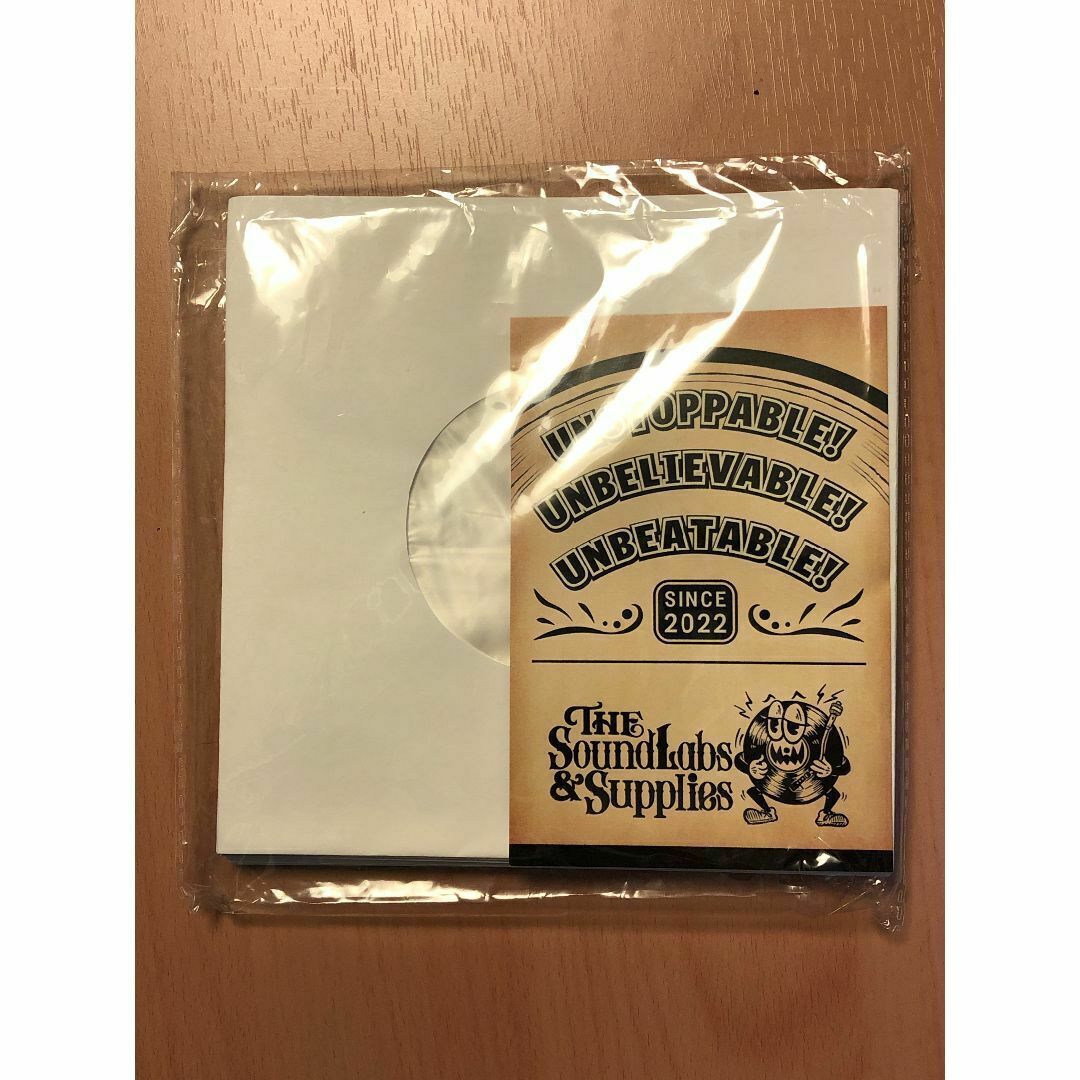 UNSTOPPABLE!
UNBELIEVABLE!
UNBEATABLE!
SINCE
2022
THE
SoundLabs
& Supplies